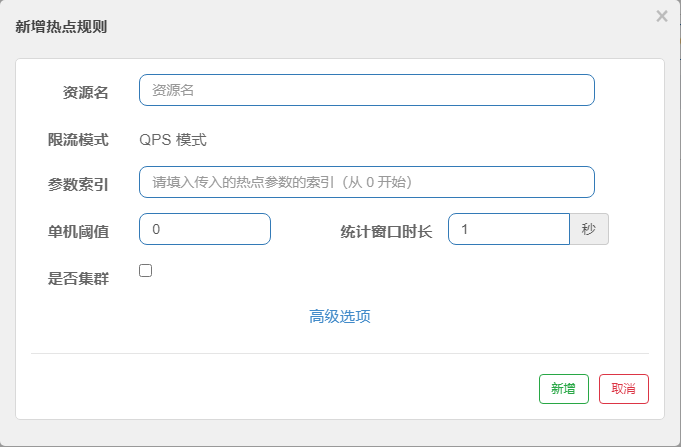 新增热点规则
×
资源名 资源名
限流模式 QPS 模式
参数索引 请填入传入的热点参数的索引（从 0 开始）
单机阈值 0 统计窗口时长 1 秒
是否集群
高级选项
新增 取消